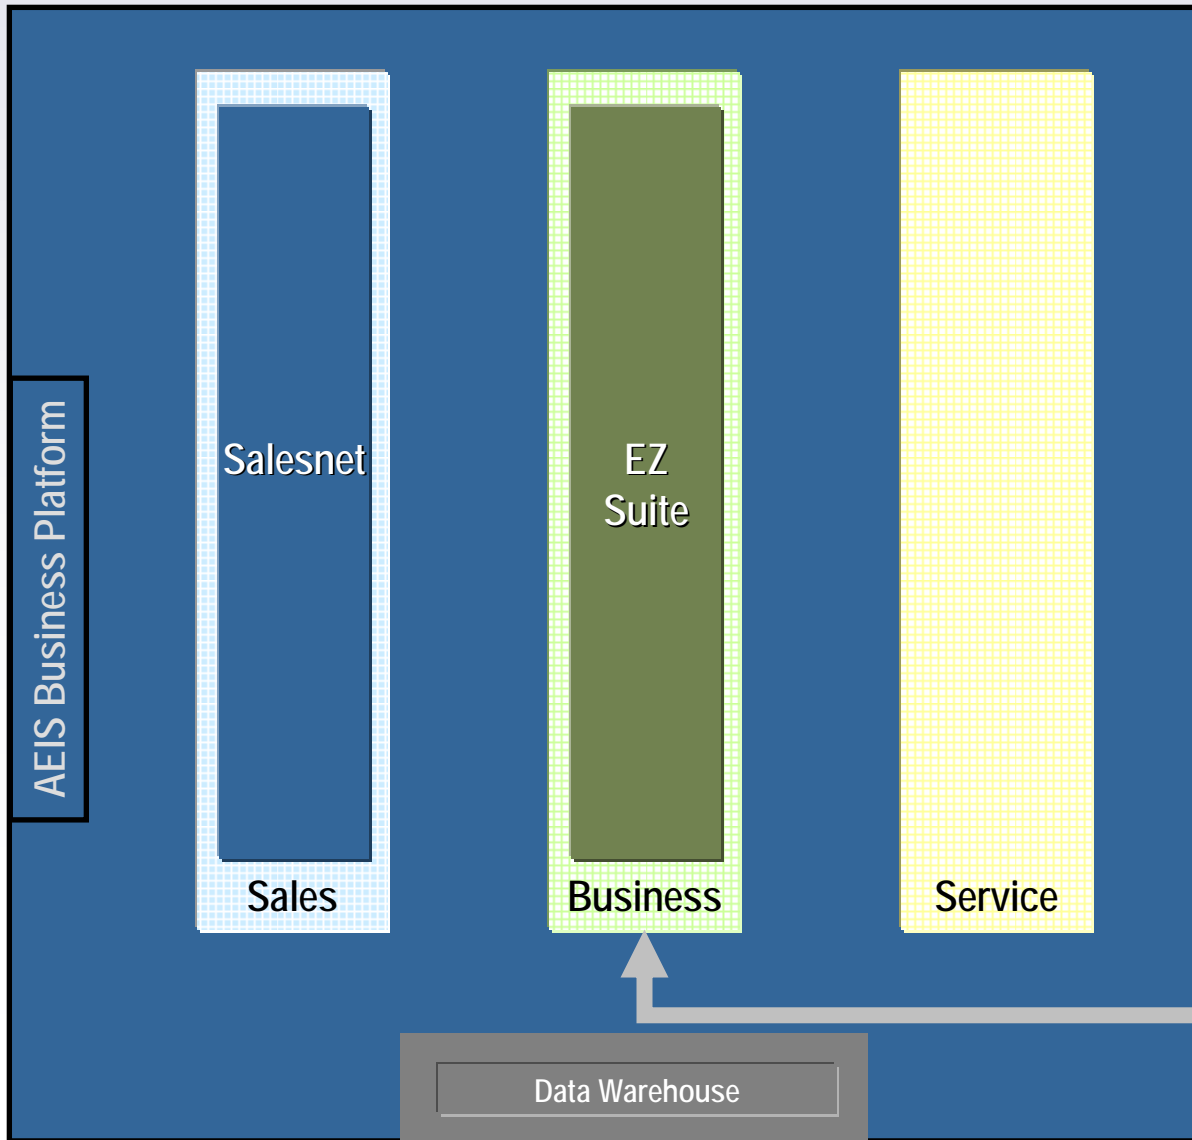 AEIS Business Platform
Salesnet
EZ
Suite
Sales
Business
Service
Data Warehouse